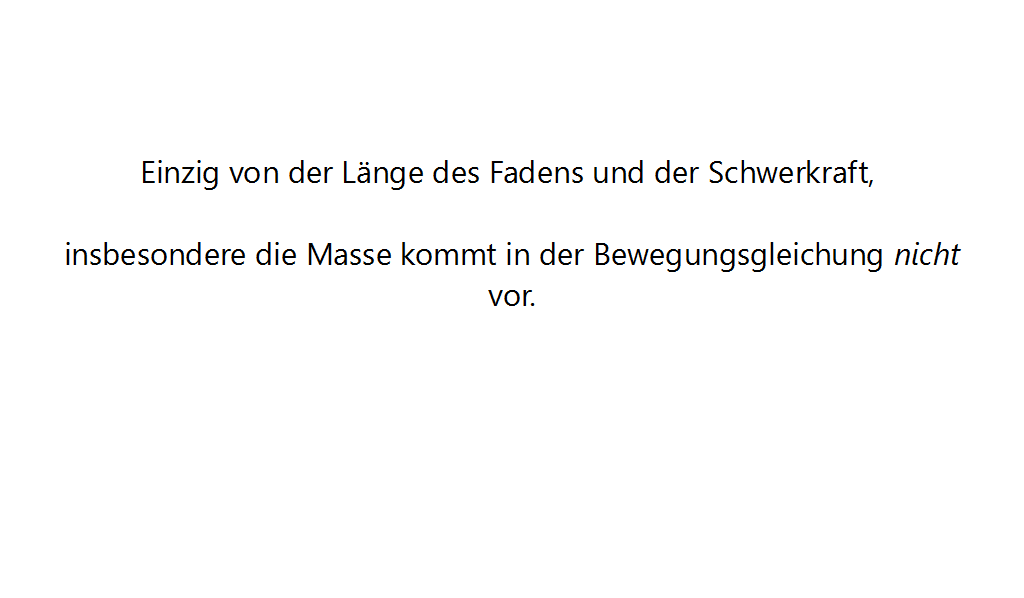 Einzig von der Länge des Fadens und der Schwerkraft,
insbesondere die Masse kommt in der Bewegungsgleichung nicht
vor.